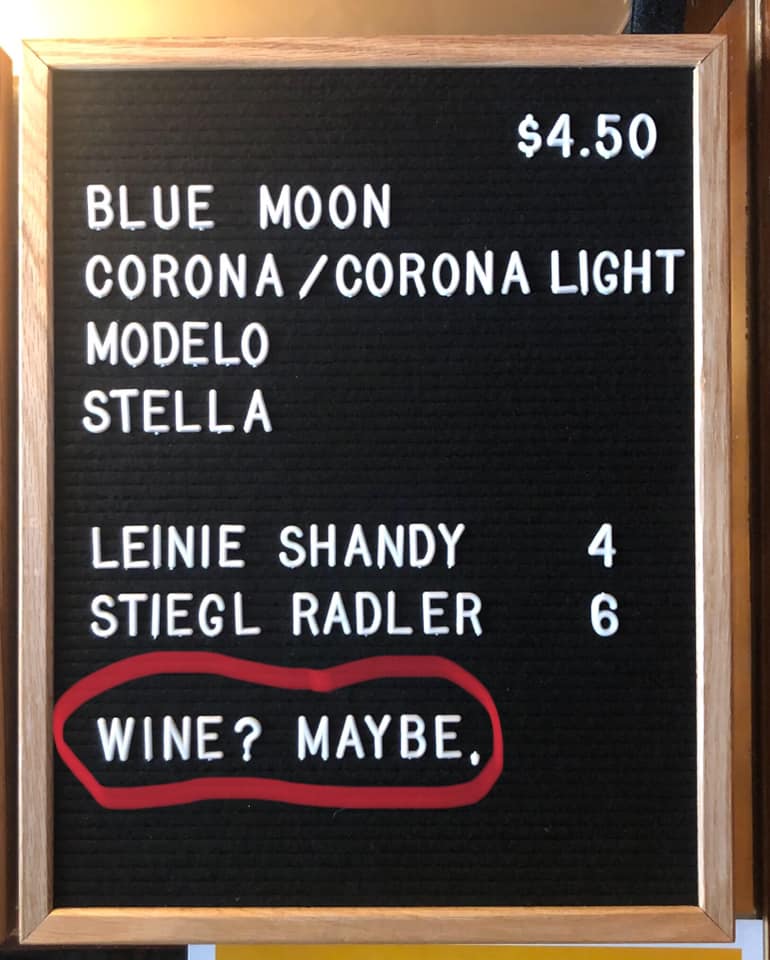 $4.50
BLUE MOON
CORONA/CORONA LIGHT
MODELO
STELLA
LEINIE SHANDY 4
STIEGL RADLER 6
WINE? MAYBE,